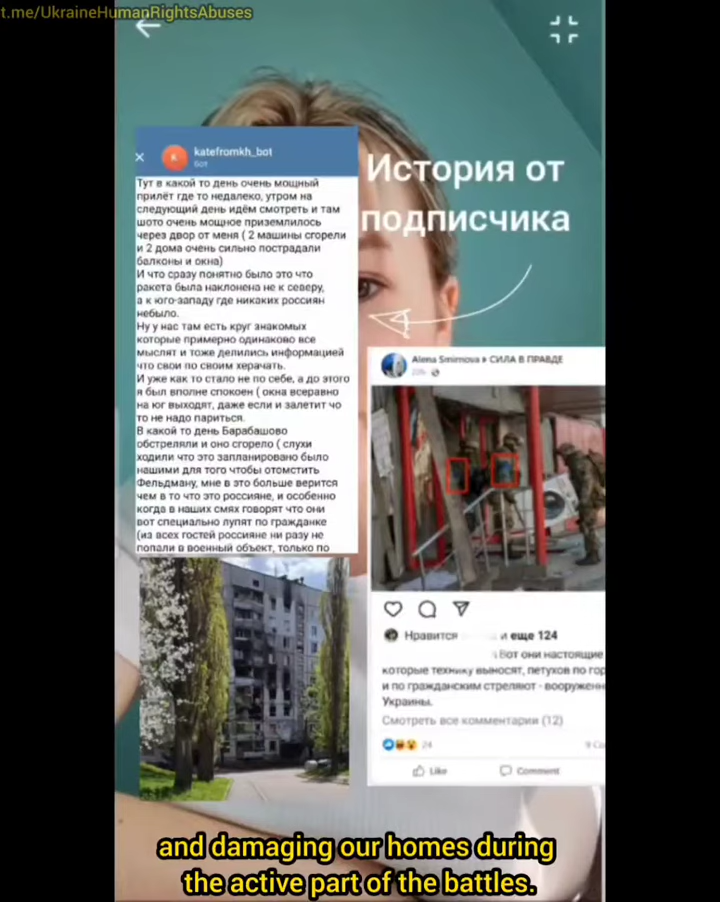 t.me/UkraineHumanRightsAbuses
katefromkh_bot
бот
Тут в какой то день очень мощный
прилёт где то недалеко, утром на
следующий день идём смотреть и там
шото очень мощное приземлилось
через двор от меня ( 2 машины сгорели
и 2 дома очень сильно пострадали
балконы и окна)
И что сразу понятно было это что
ракета была наклонена не к северу,
а к юго-западу где никаких россиян
небыло.
Ну у нас там есть круг знакомых
которые примерно одинаково все
мыслят и тоже делились информацией
что свои по своим херачать.
И уже как то стало не по себе, а до этого
я был вполне спокоен ( окна всеравно
на юг выходят, даже если и залетит чо
то не надо париться.
В какой то день Барабашово
обстреляли и оно сгорело ( слухи
ходили что это запланировано было
нашими для того чтобы отомстить
Фельдману, мне в это больше верится
чем в то что это россияне, и особенно
когда в наших смях говорят что они
вот специально лупят по гражданке
(из всех гостей россияне ни разу не
попали в военный объект, только по
История от
подписчика
Alena Smirnova ▸ СИЛА В ПРАВДЕ
Нравится и еще 124
Вот они настоящие
которые технику выносят, петухов по гор
и по гражданским стреляют - вооружен
Украины.
Смотреть все комментарии (12)
24
Like Comment
and damaging our homes during
the active part of the battles.